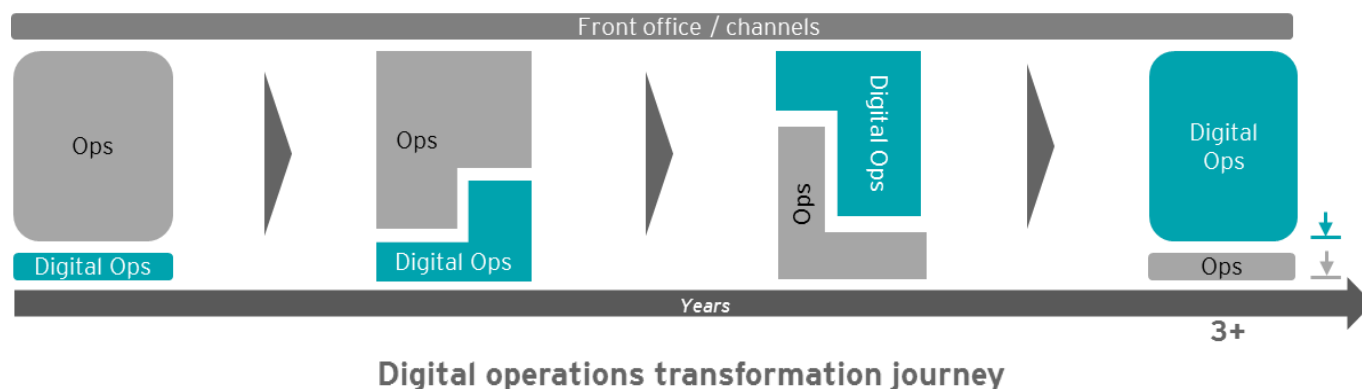 Front office / channels
Ops
Digital Ops
Ops
Digital Ops
Digital Ops
Ops
Digital
Ops
Ops
Years
3+
Digital operations transformation journey